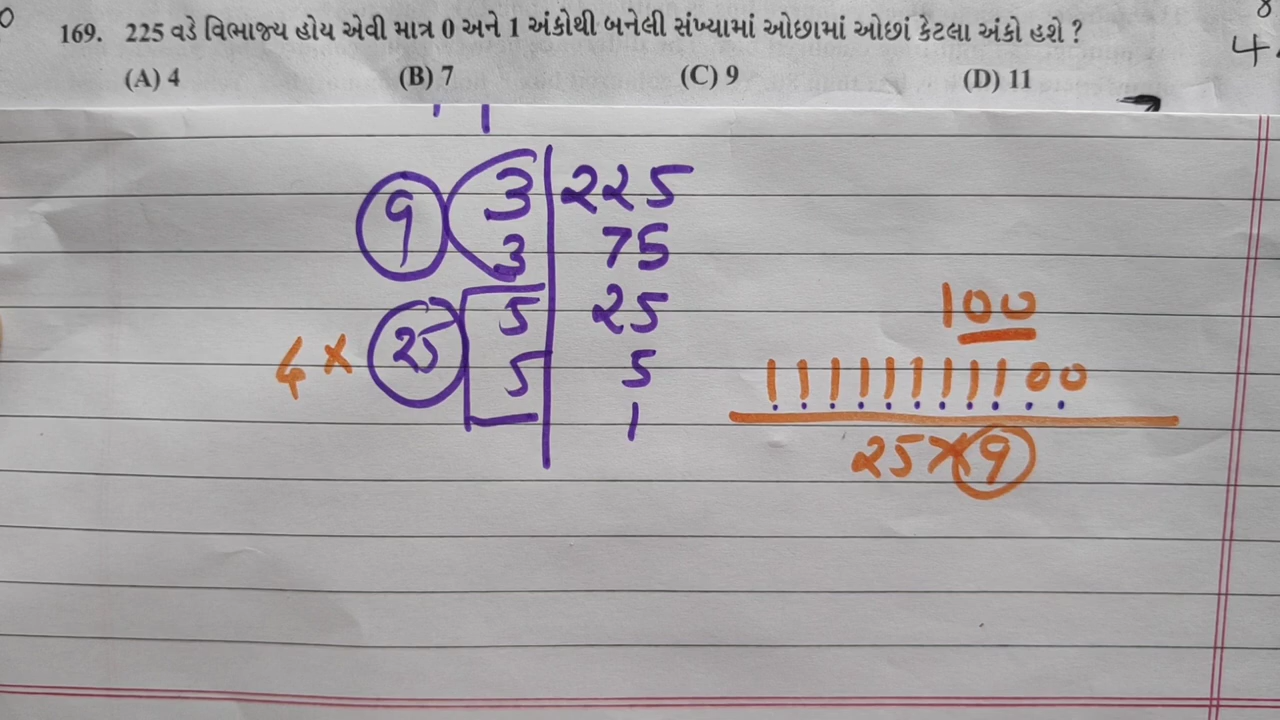 169. 225 વડે વિભાજ્ય હોય એવી માત્ર 0 અને 1 અંકોથી બનેલી સંખ્યામાં ઓછામાં ઓછાં કેટલા અંકો હશે ?
(A) 4 (B) 7 (C) 9 (D) 11
9 3 225
3 75
4 × 25 5 25
5 5
1
100
11111111100
25×9